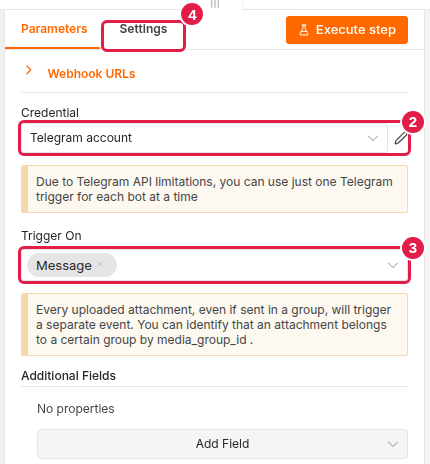 4
Parameters Settings Execute step
Webhook URLs
Credential
2
Telegram account
Due to Telegram API limitations, you can use just one Telegram
trigger for each bot at a time
Trigger On
3
Message ×
Every uploaded attachment, even if sent in a group, will trigger
a separate event. You can identify that an attachment belongs
to a certain group by media_group_id .
Additional Fields
No properties
Add Field